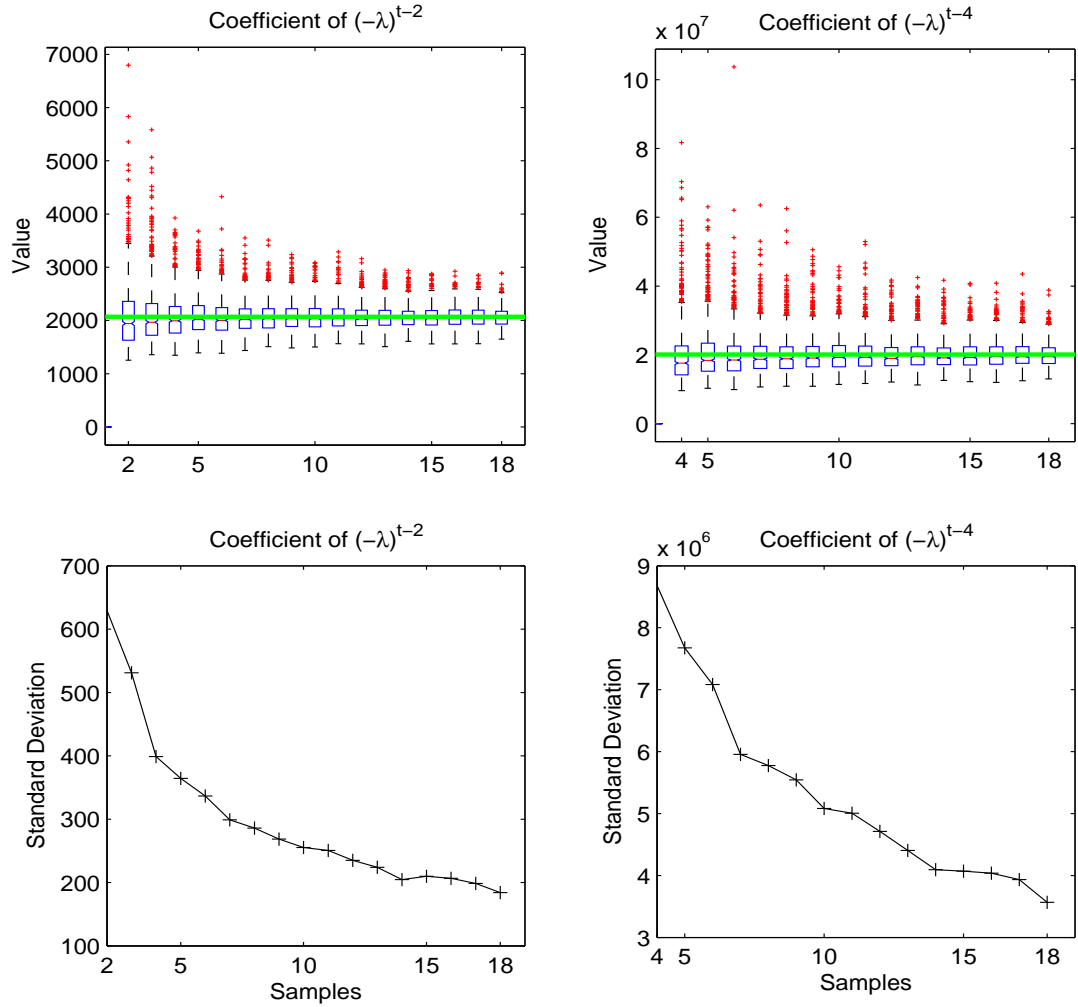 Coefficient of (−λ)^{t−2}
Value
7000
6000
5000
4000
3000
2000
1000
0
2 5 10 15 18
Coefficient of (−λ)^{t−4}
x 10^7
Value
10
8
6
4
2
0
4 5 10 15 18
Coefficient of (−λ)^{t−2}
Standard Deviation
700
600
500
400
300
200
100
2 5 10 15 18
Samples
Coefficient of (−λ)^{t−4}
x 10^6
Standard Deviation
9
8
7
6
5
4
3
4 5 10 15 18
Samples